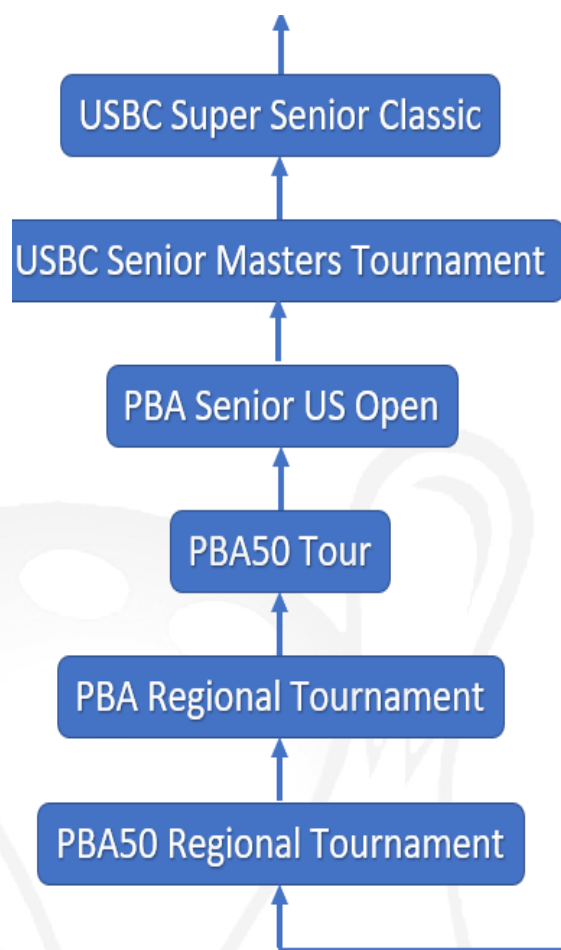 USBC Super Senior Classic
USBC Senior Masters Tournament
PBA Senior US Open
PBA50 Tour
PBA Regional Tournament
PBA50 Regional Tournament